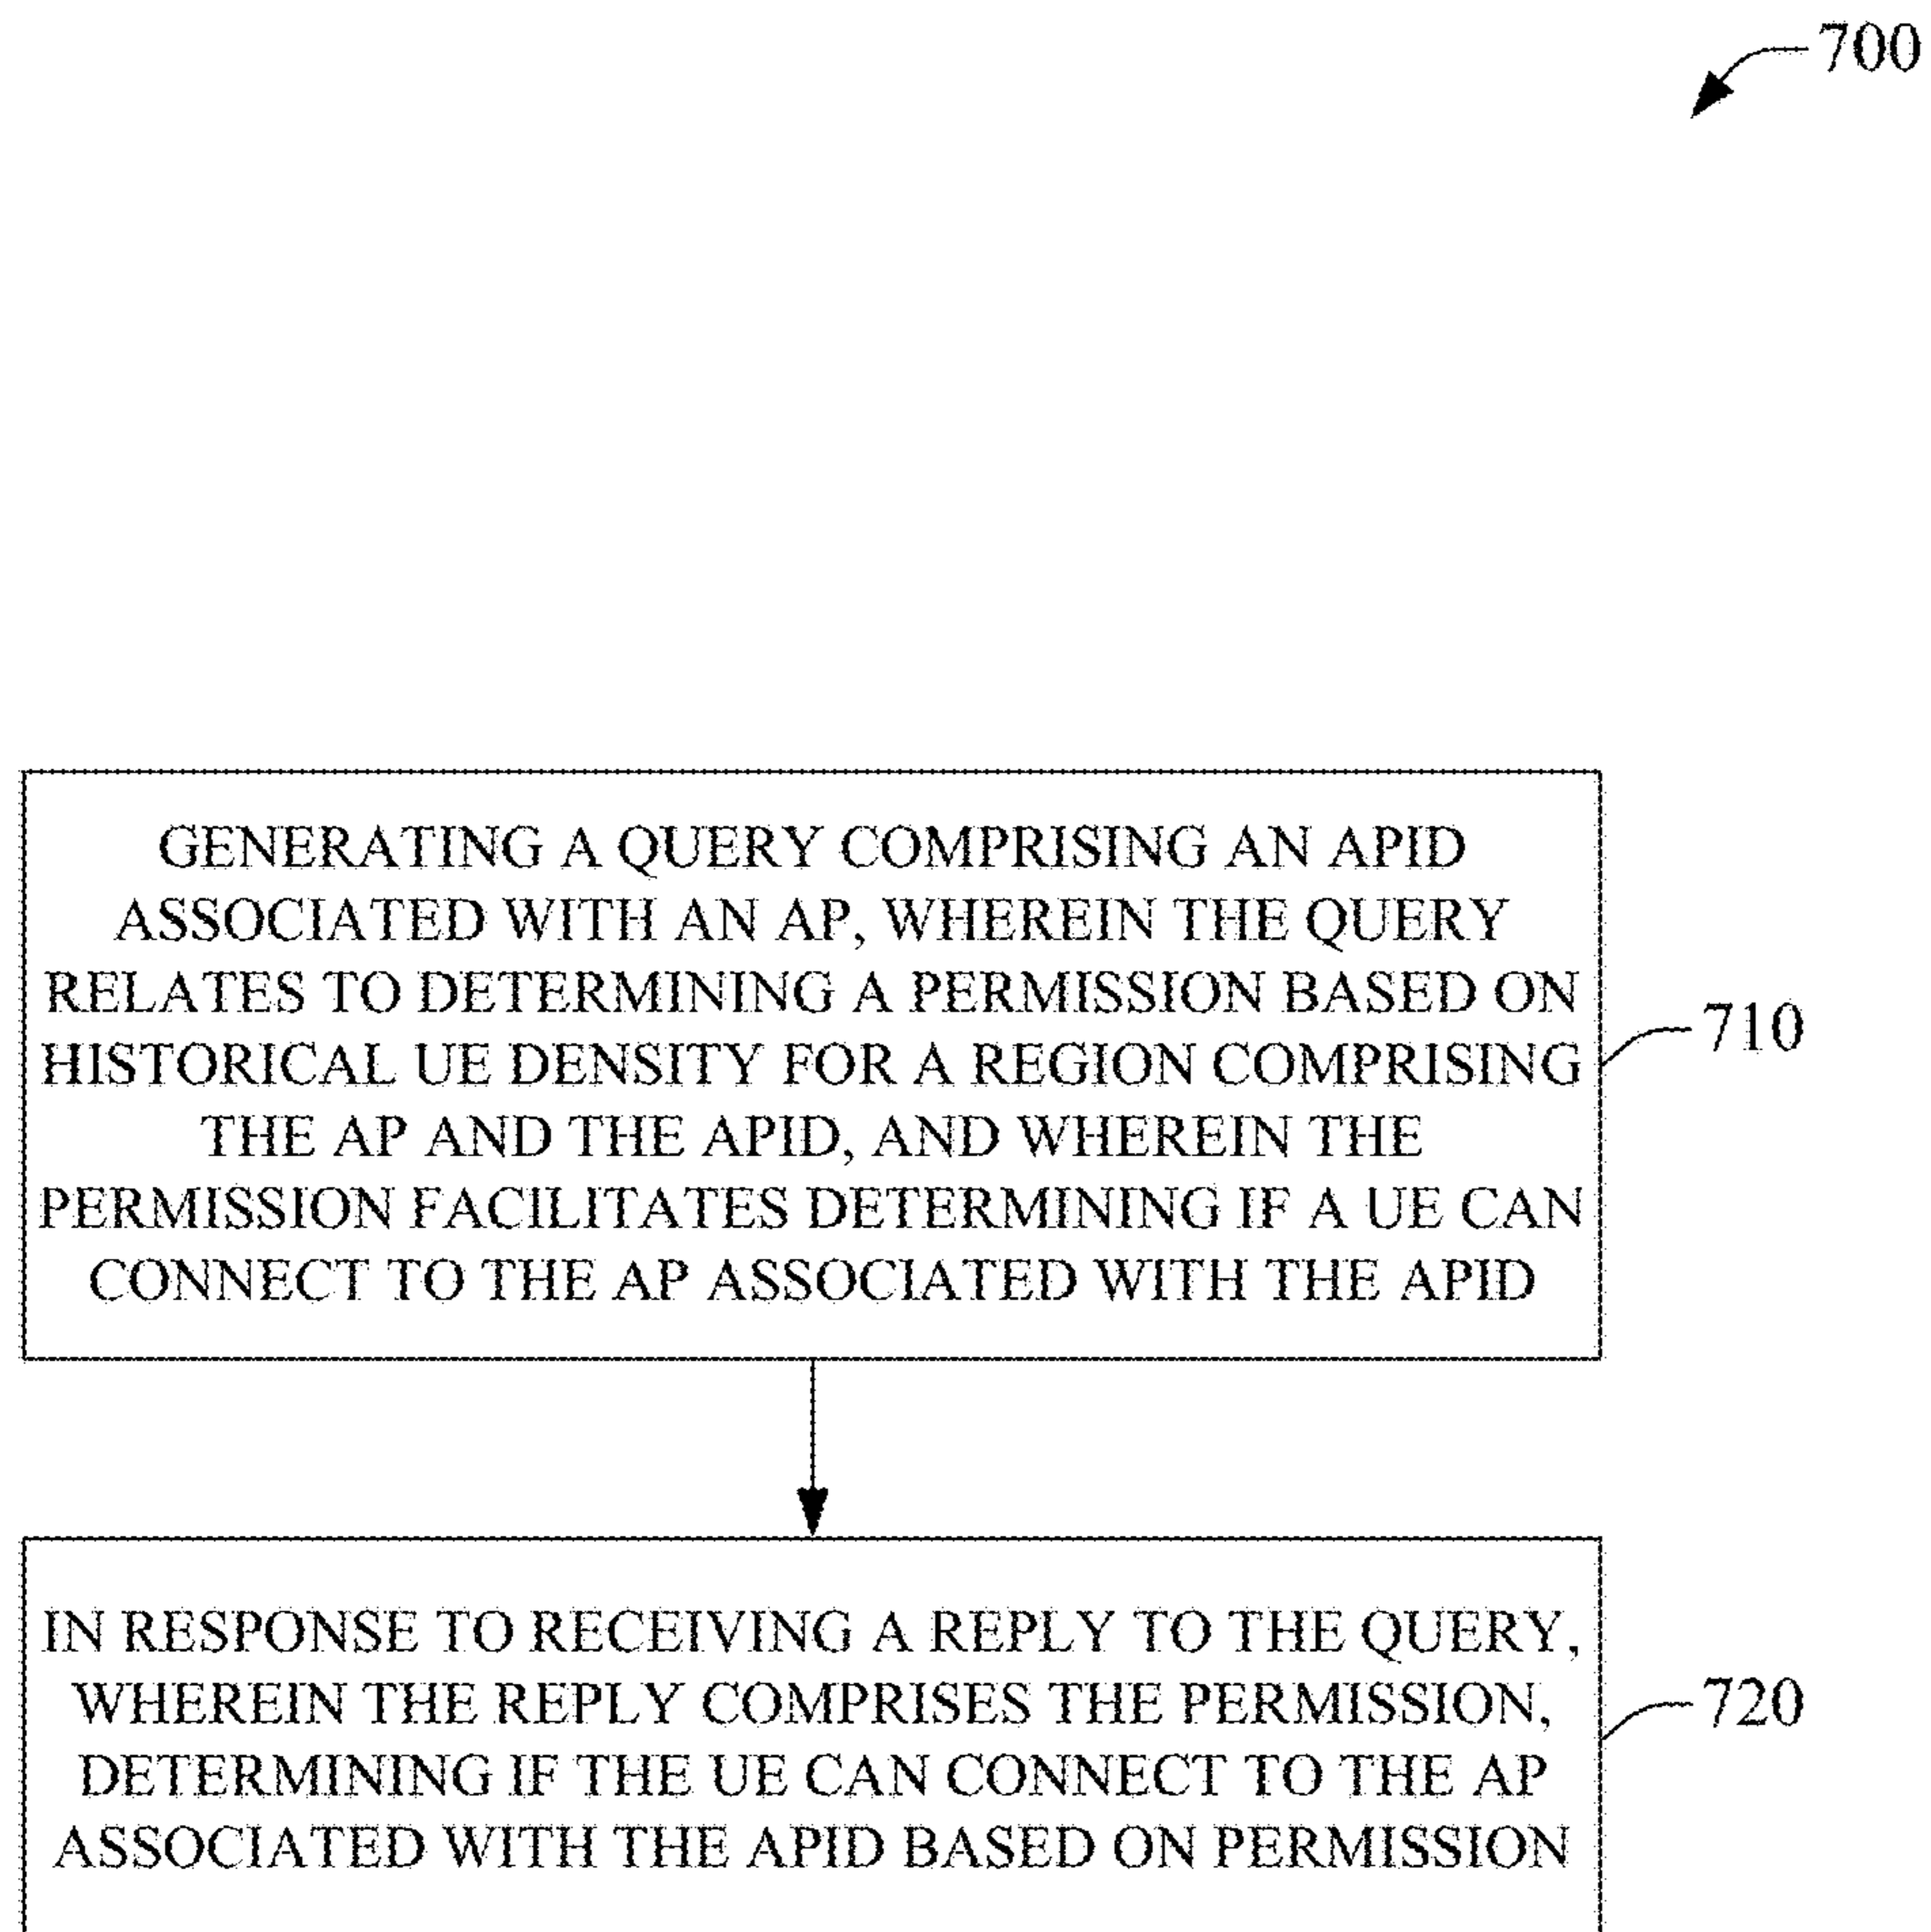 700
GENERATING A QUERY COMPRISING AN APID
ASSOCIATED WITH AN AP, WHEREIN THE QUERY
RELATES TO DETERMINING A PERMISSION BASED ON
HISTORICAL UE DENSITY FOR A REGION COMPRISING
THE AP AND THE APID, AND WHEREIN THE
PERMISSION FACILITATES DETERMINING IF A UE CAN
CONNECT TO THE AP ASSOCIATED WITH THE APID
710
IN RESPONSE TO RECEIVING A REPLY TO THE QUERY,
WHEREIN THE REPLY COMPRISES THE PERMISSION,
DETERMINING IF THE UE CAN CONNECT TO THE AP
ASSOCIATED WITH THE APID BASED ON PERMISSION
720